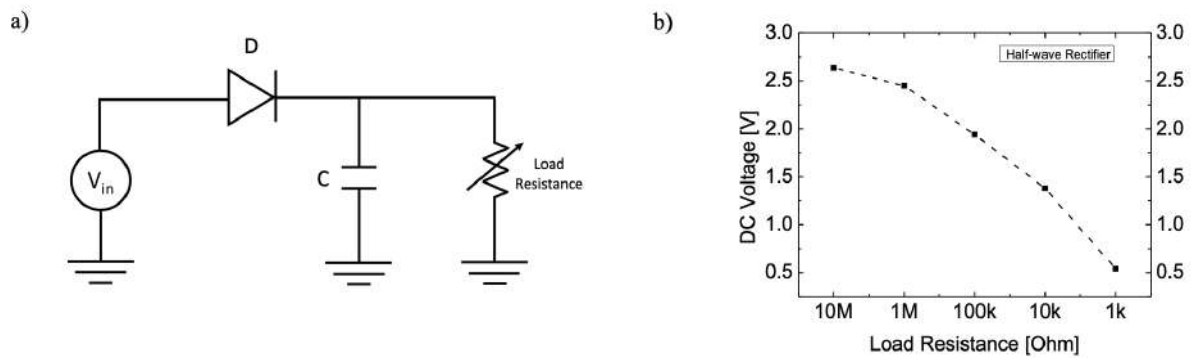 a)
D
V_in
C
Load
Resistance
b)
Half-wave Rectifier
DC Voltage [V]
3.0
2.5
2.0
1.5
1.0
0.5
3.0
2.5
2.0
1.5
1.0
0.5
10M 1M 100k 10k 1k
Load Resistance [Ohm]